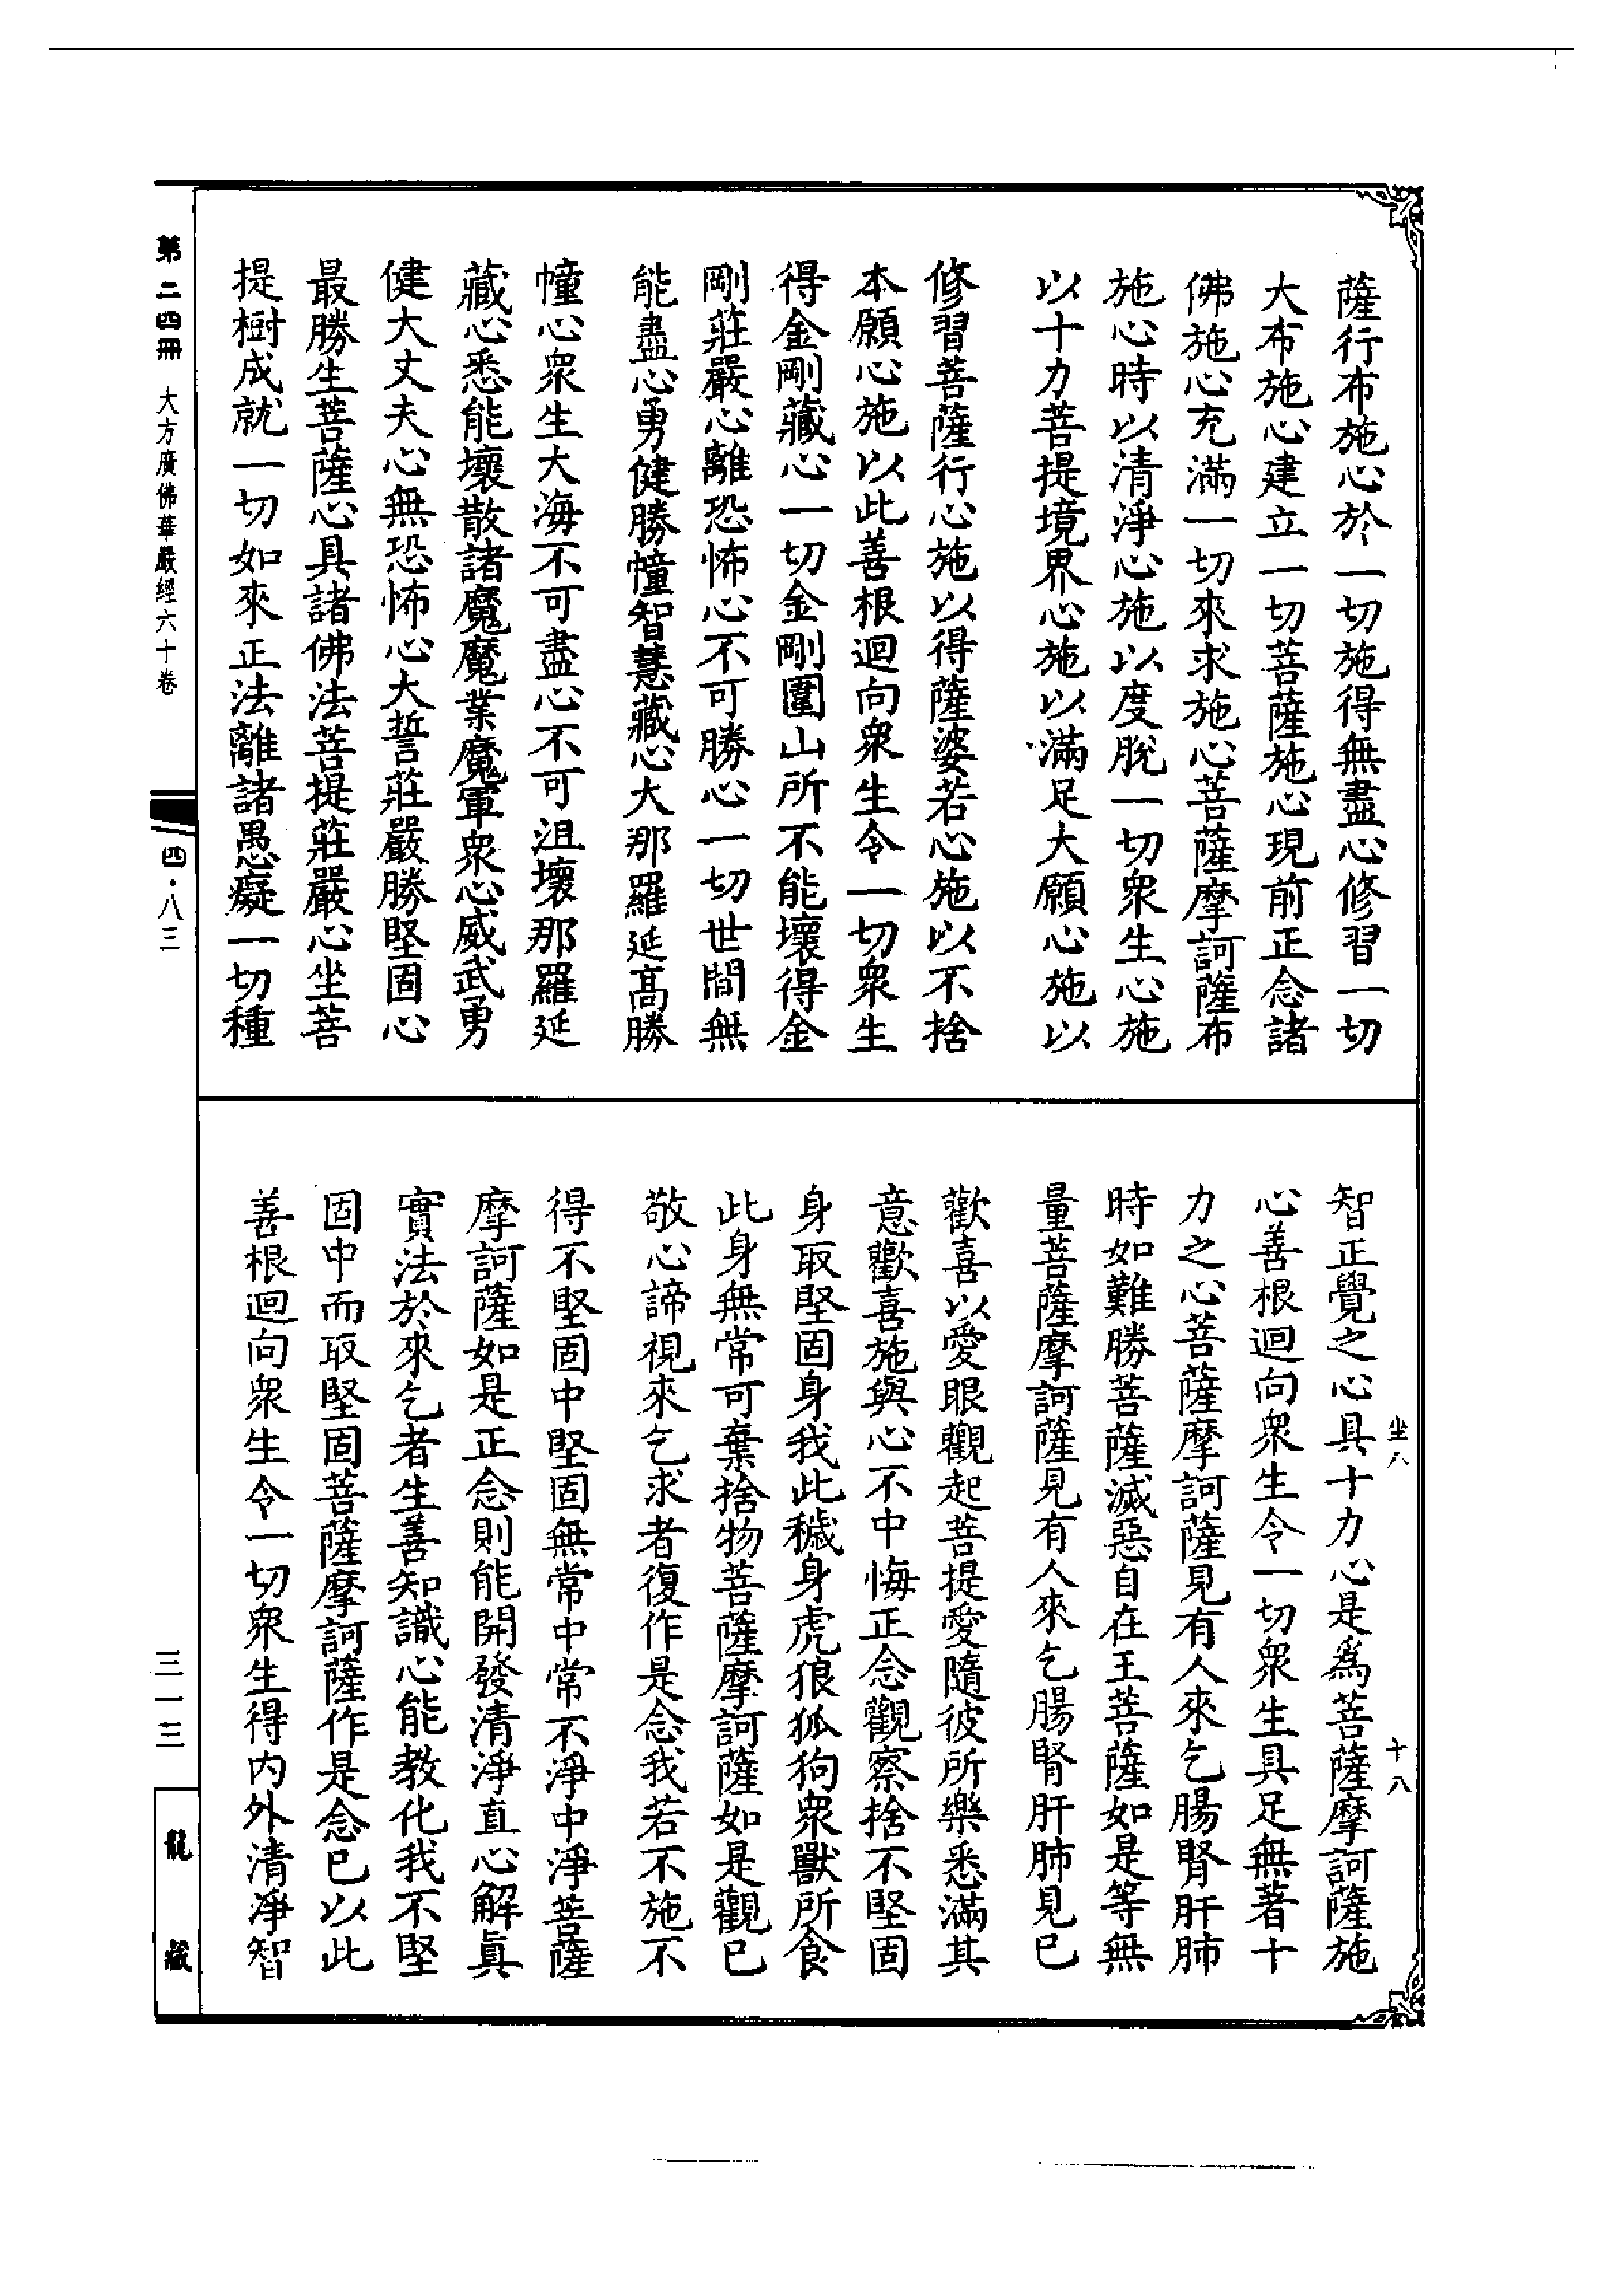 薩行布施心於一切施得無盡心修習一切
大布施心建立一切菩薩施心現前正念諸
佛施心充滿一切來求施心菩薩摩訶薩布
施心時以清淨心施以度脫一切衆生心施
以十力菩提境界心施以滿足大願心施以
修習菩薩行心施以得薩婆若心施以不捨
本願心施以此善根迴向衆生令一切衆生
得金剛藏心一切金剛圍山所不能壞得金
剛莊嚴心離恐怖心不可勝心一切世間無
能盡心勇健勝幢智慧藏心大那羅延高勝
幢心衆生大海不可盡心不可沮壞那羅延
藏心悉能壞散諸魔魔業魔軍衆心威武勇
健大丈夫心無恐怖心大誓莊嚴勝堅固心
最勝生菩薩心具諸佛法菩提莊嚴心坐菩
提樹成就一切如來正法離諸愚癡一切種
坐八
十八
智正覺之心具十力心是爲菩薩摩訶薩施
心善根迴向衆生令一切衆生具足無著十
力之心菩薩摩訶薩見有人來乞腸腎肝肺
時如難勝菩薩滅惡自在王菩薩如是等無
量菩薩摩訶薩見有人來乞腸腎肝肺見已
歡喜以愛眼觀起菩提愛隨彼所樂悉滿其
意歡喜施與心不中悔正念觀察捨不堅固
身取堅固身我此穢身虎狼狐狗衆獸所食
此身無常可棄捨物菩薩摩訶薩如是觀已
敬心諦視來乞求者復作是念我若不施不
得不堅固中堅固無常中常不淨中淨菩薩
摩訶薩如是正念則能開發清淨直心解眞
實法於來乞者生善知識心能教化我不堅
固中而取堅固菩薩摩訶薩作是念已以此
善根迴向衆生令一切衆生得內外清淨智
第二四冊 大方廣佛華嚴經六十卷
四・八三
三一三
龍藏